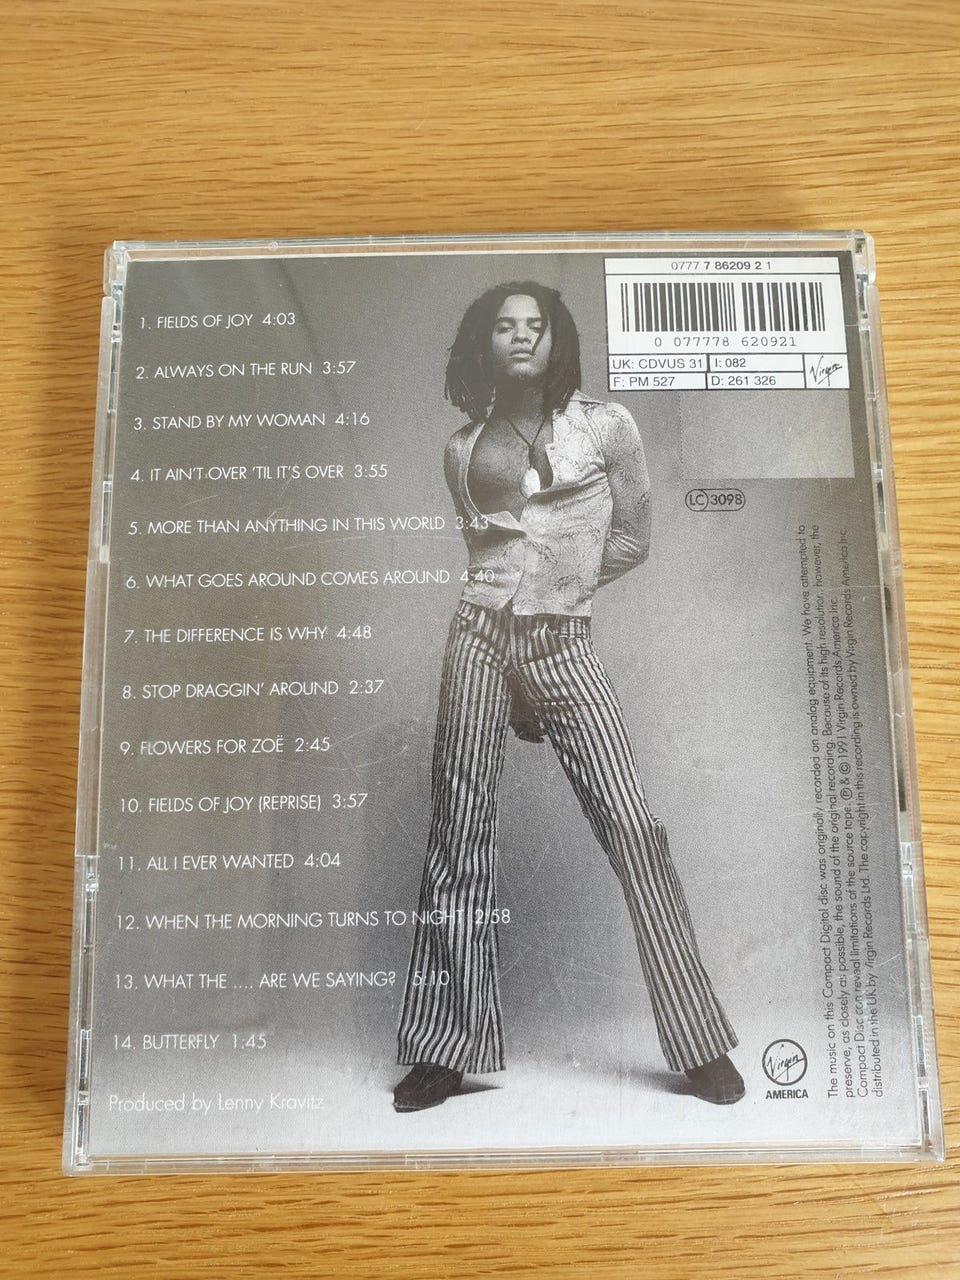 0777 7 86209 2 1
0 077778 620921
UK: CDVUS 31
I: 082
F: PM 527
D: 261 326
Virgin
LC 3098
1. FIELDS OF JOY 4:03
2. ALWAYS ON THE RUN 3:57
3. STAND BY MY WOMAN 4:16
4. IT AIN'T OVER 'TIL IT'S OVER 3:55
5. MORE THAN ANYTHING IN THIS WORLD 3:43
6. WHAT GOES AROUND COMES AROUND 4:40
7. THE DIFFERENCE IS WHY 4:48
8. STOP DRAGGIN' AROUND 2:37
9. FLOWERS FOR ZOË 2:45
10. FIELDS OF JOY (REPRISE) 3:57
11. ALL I EVER WANTED 4:04
12. WHEN THE MORNING TURNS TO NIGHT 2:58
13. WHAT THE .... ARE WE SAYING? 5:10
14. BUTTERFLY 1:45
Produced by Lenny Kravitz
Virgin
AMERICA
The music on this Compact Digital disc was originally recorded on analog equipment. We have attempted to
preserve, as closely as possible, the sound of the original recording. Because of its high resolution, however, the
Compact Disc can reveal limitations of the source tape. ℗ & © 1991 Virgin Records America Inc.
distributed in the UK by Virgin Records Ltd. The copyright in this recording is owned by Virgin Records America Inc.